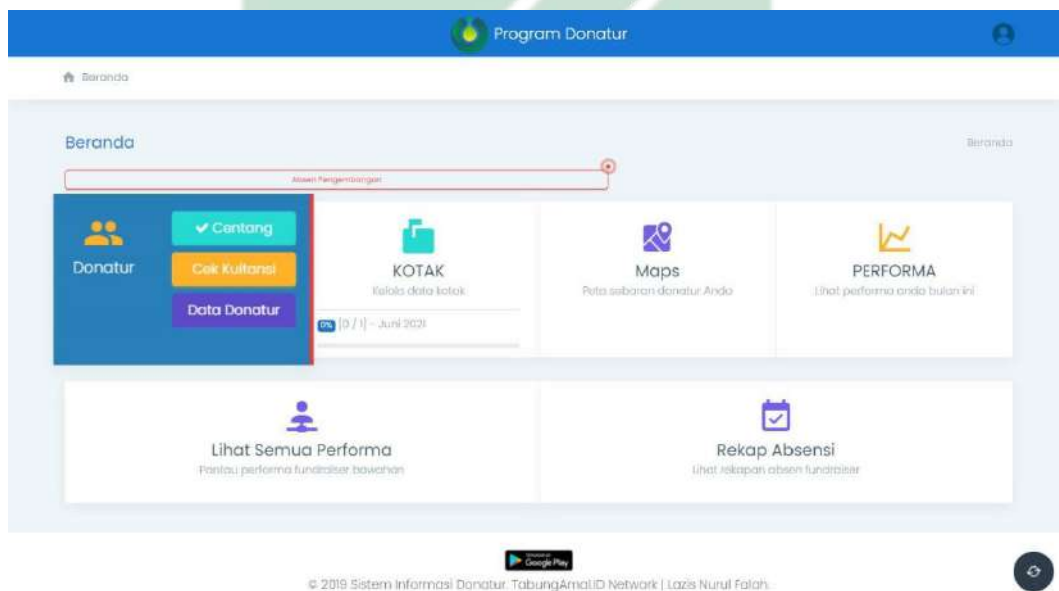 Program Donatur
Beranda
Beranda
Beranda
Absen Pengembangan
Donatur
Centang
Cek Kuitansi
Data Donatur
KOTAK
Kelola data kotak
0% [0 / 1] - Juni 2021
Maps
Peta sebaran donatur Anda
PERFORMA
Lihat performa anda bulan ini
Lihat Semua Performa
Pantau performa fundraiser bawahan
Rekap Absensi
Lihat rekapan absen fundraiser
Google Play
© 2019 Sistem Informasi Donatur. TabungAmal.ID Network | Lazis Nurul Falah.